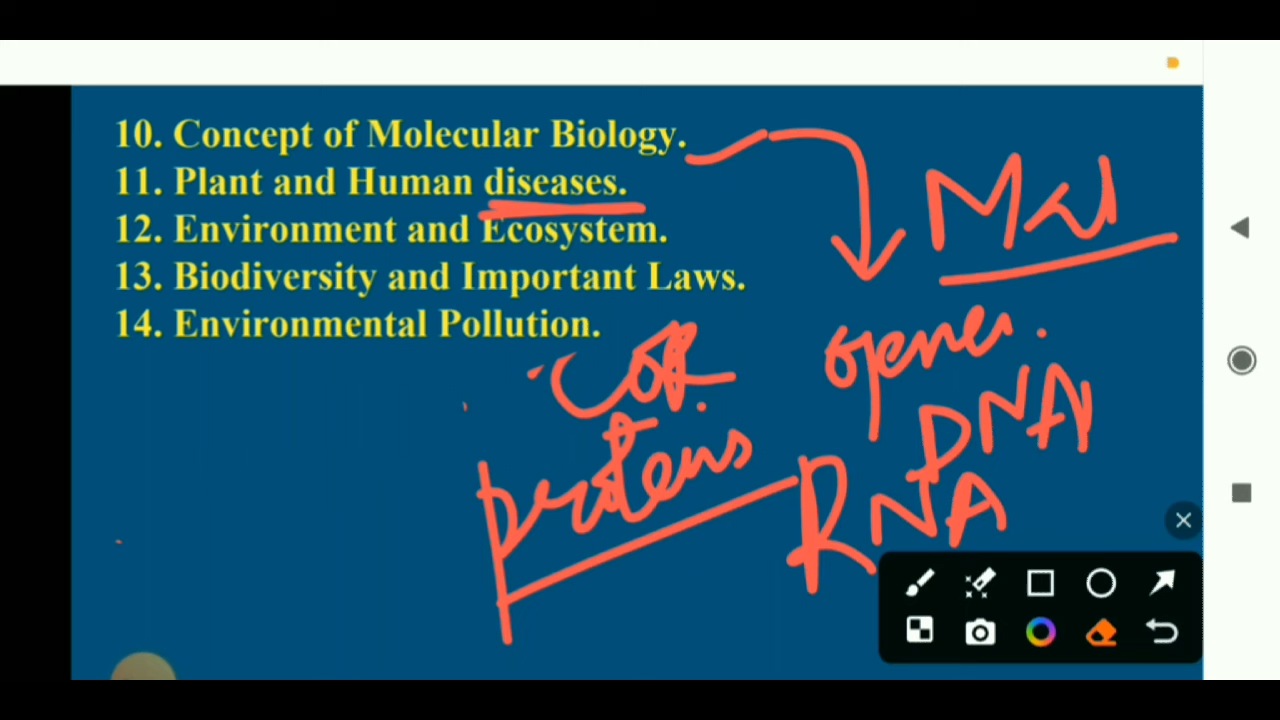 10. Concept of Molecular Biology.
11. Plant and Human diseases.
12. Environment and Ecosystem.
13. Biodiversity and Important Laws.
14. Environmental Pollution.
gene
DNA
RNA